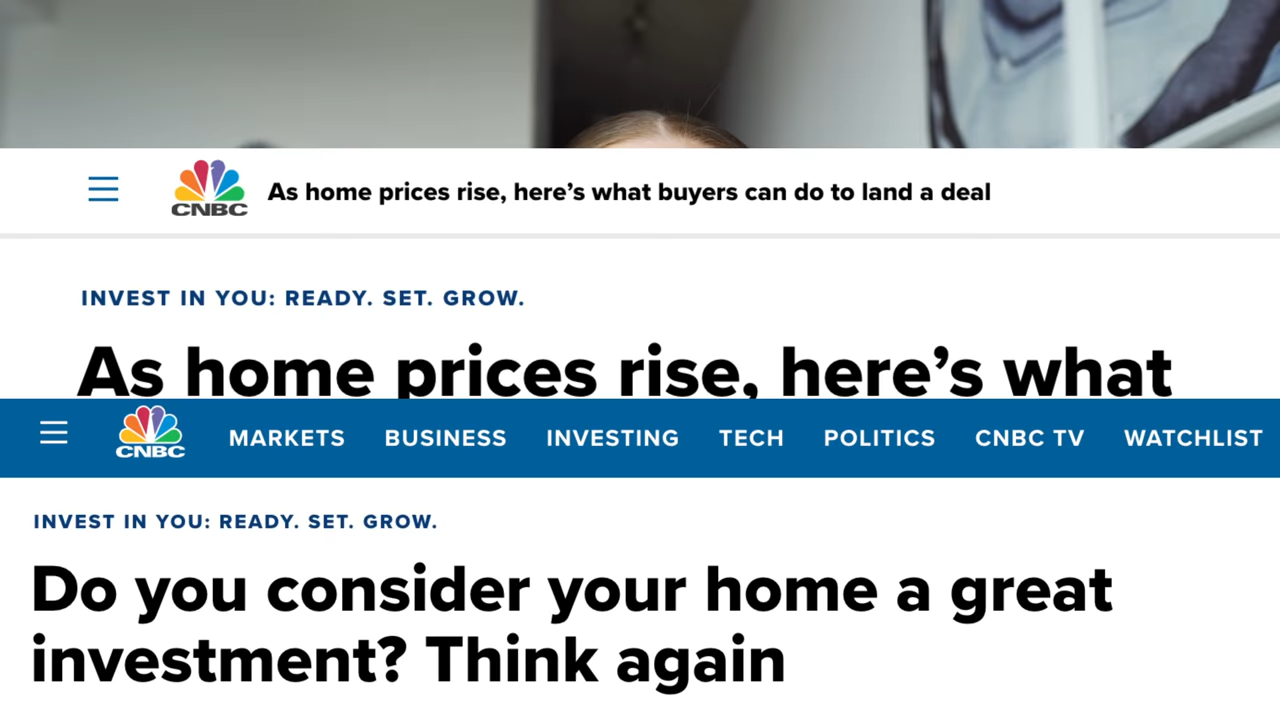 CNBC As home prices rise, here’s what buyers can do to land a deal
INVEST IN YOU: READY. SET. GROW.
As home prices rise, here’s what
CNBC MARKETS BUSINESS INVESTING TECH POLITICS CNBC TV WATCHLIST
INVEST IN YOU: READY. SET. GROW.
Do you consider your home a great
investment? Think again